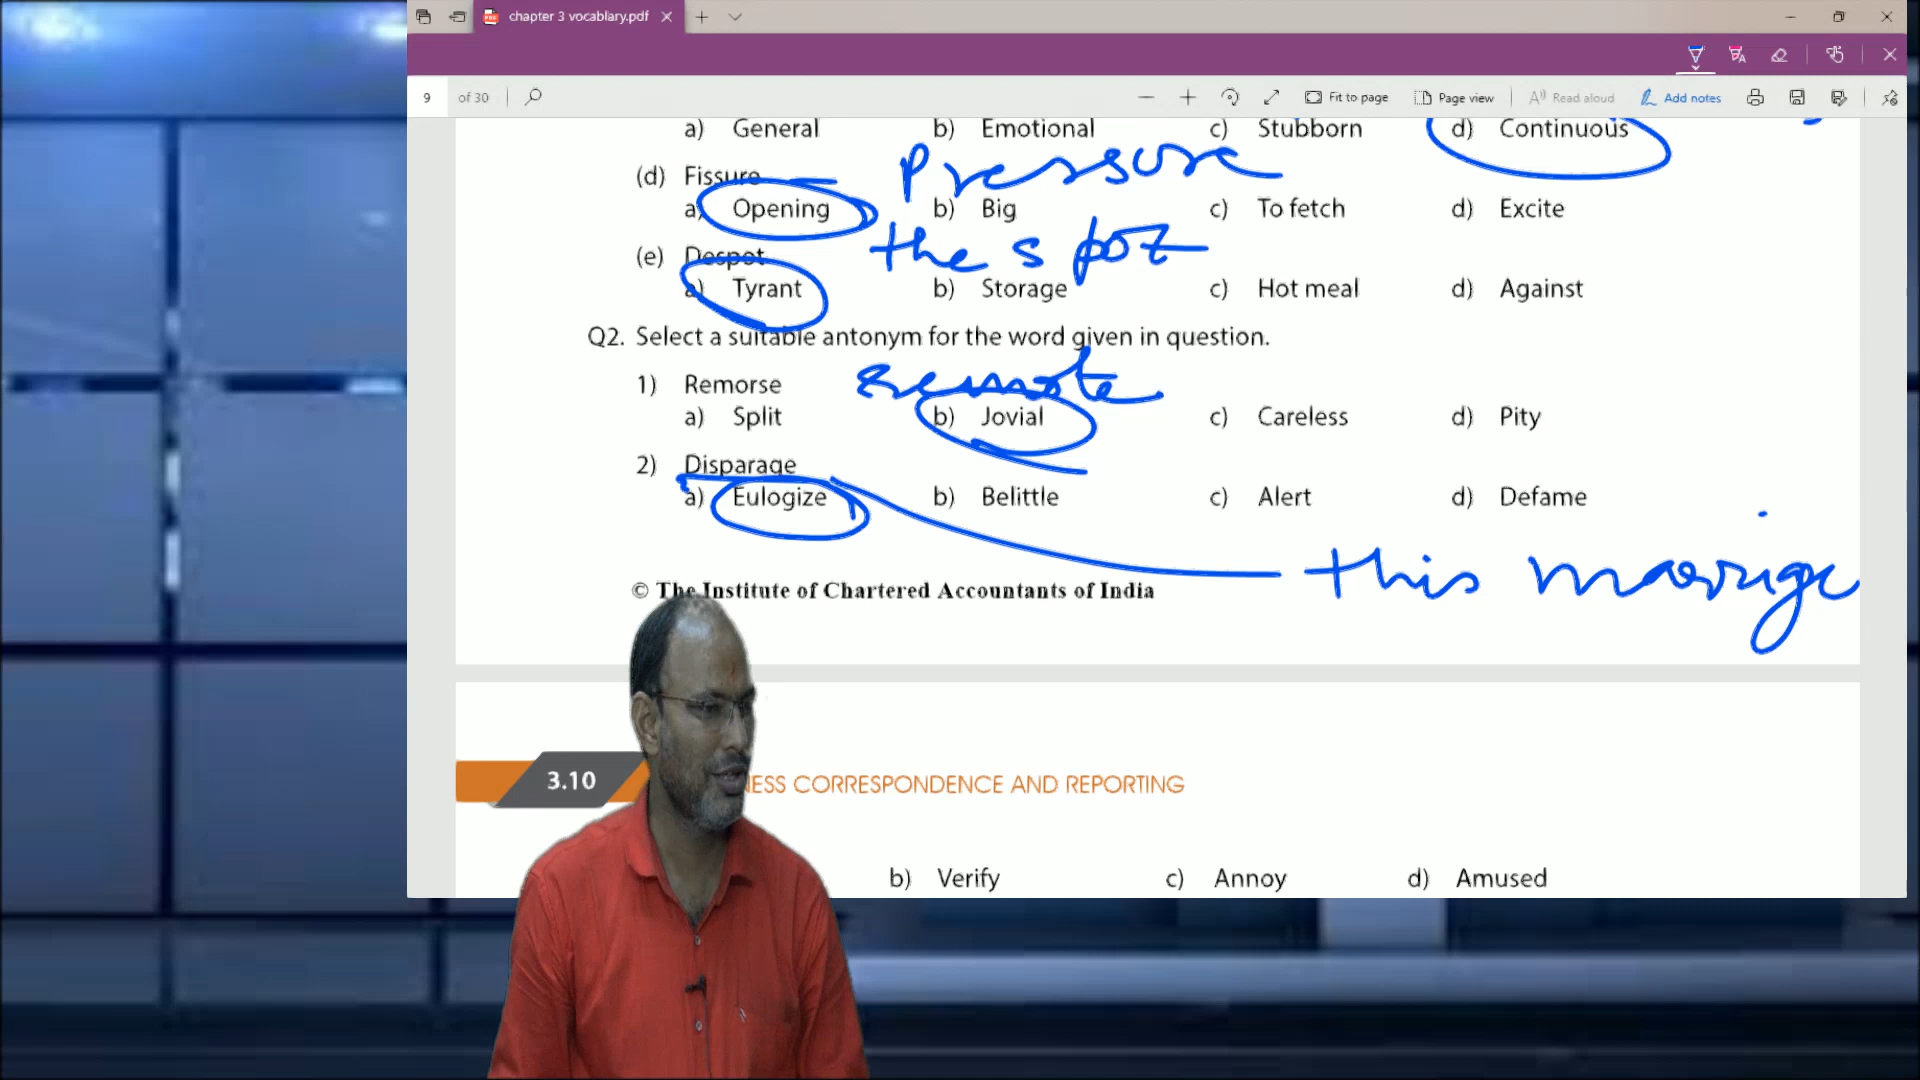 chapter 3 vocablary.pdf
9 of 30 Fit to page Page view Read aloud Add notes
a) General b) Emotional c) Stubborn d) Continuous
(d) Fissure Pressure
a) Opening b) Big c) To fetch d) Excite
(e) Despot the spot
a) Tyrant b) Storage c) Hot meal d) Against
Q2. Select a suitable antonym for the word given in question.
1) Remorse remote
a) Split b) Jovial c) Careless d) Pity
2) Disparage
a) Eulogize b) Belittle c) Alert d) Defame
this marrige
© The Institute of Chartered Accountants of India
3.10 NESS CORRESPONDENCE AND REPORTING
b) Verify c) Annoy d) Amused